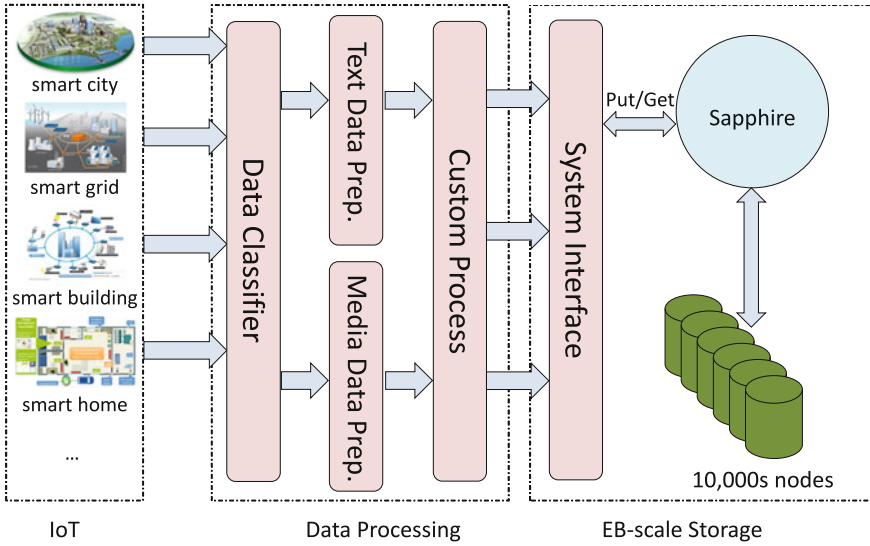 smart city
smart grid
smart building
smart home
...
Data Classifier
Text Data Prep.
Media Data Prep.
Custom Process
System Interface
Put/Get
Sapphire
10,000s nodes
IoT
Data Processing
EB-scale Storage